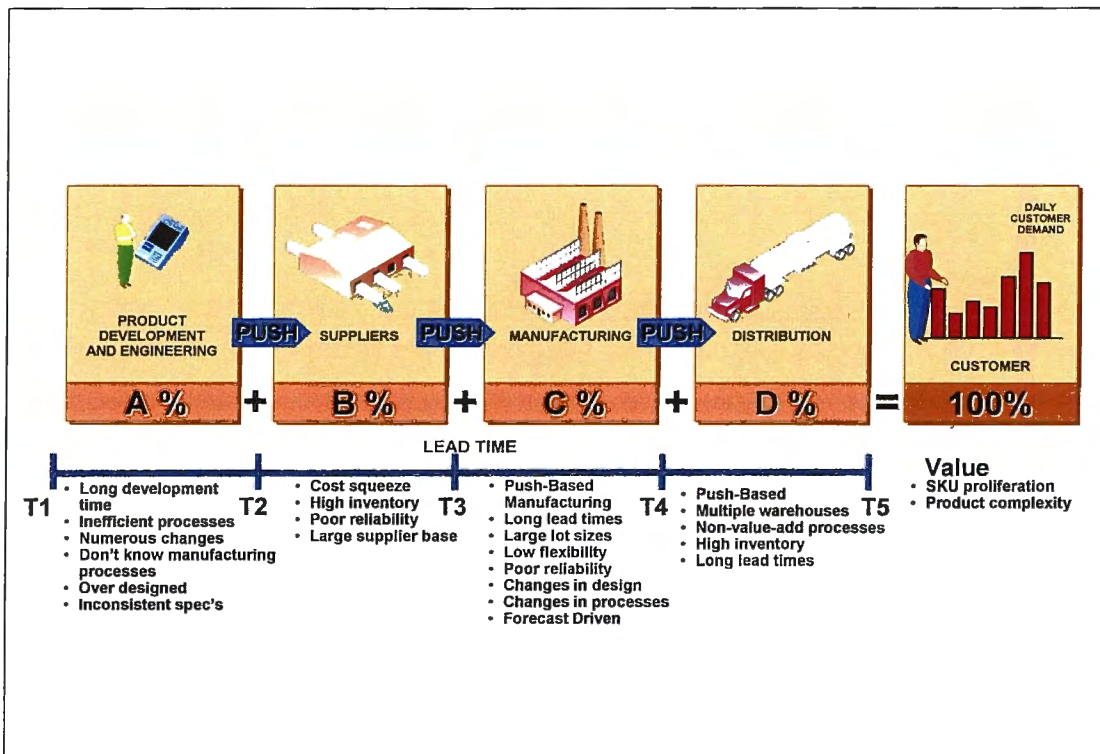 PRODUCT
DEVELOPMENT
AND ENGINEERING
PUSH
SUPPLIERS
PUSH
MANUFACTURING
PUSH
DISTRIBUTION
DAILY
CUSTOMER
DEMAND
CUSTOMER
A % + B % + C % + D % = 100%
LEAD TIME
T1
T2
T3
T4
T5
• Long development
time
• Inefficient processes
• Numerous changes
• Don't know manufacturing
processes
• Over designed
• Inconsistent spec's
• Cost squeeze
• High inventory
• Poor reliability
• Large supplier base
• Push-Based
Manufacturing
• Long lead times
• Large lot sizes
• Low flexibility
• Poor reliability
• Changes in design
• Changes in processes
• Forecast Driven
• Push-Based
• Multiple warehouses
• Non-value-add processes
• High inventory
• Long lead times
Value
• SKU proliferation
• Product complexity